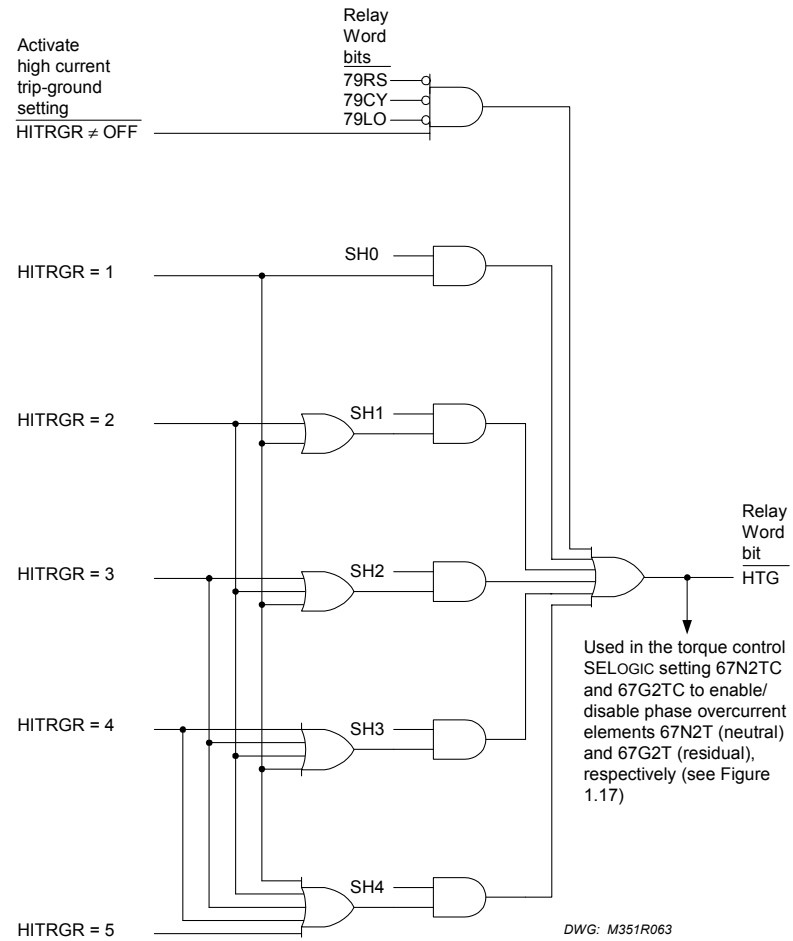 Relay
Word
bits
Activate
high current
trip-ground
setting
HITRGR ≠ OFF
79RS
79CY
79LO
HITRGR = 1
SH0
HITRGR = 2
SH1
HITRGR = 3
SH2
HITRGR = 4
SH3
HITRGR = 5
SH4
Relay
Word
bit
HTG
Used in the torque control
SELOGIC setting 67N2TC
and 67G2TC to enable/
disable phase overcurrent
elements 67N2T (neutral)
and 67G2T (residual),
respectively (see Figure
1.17)
DWG: M351R063